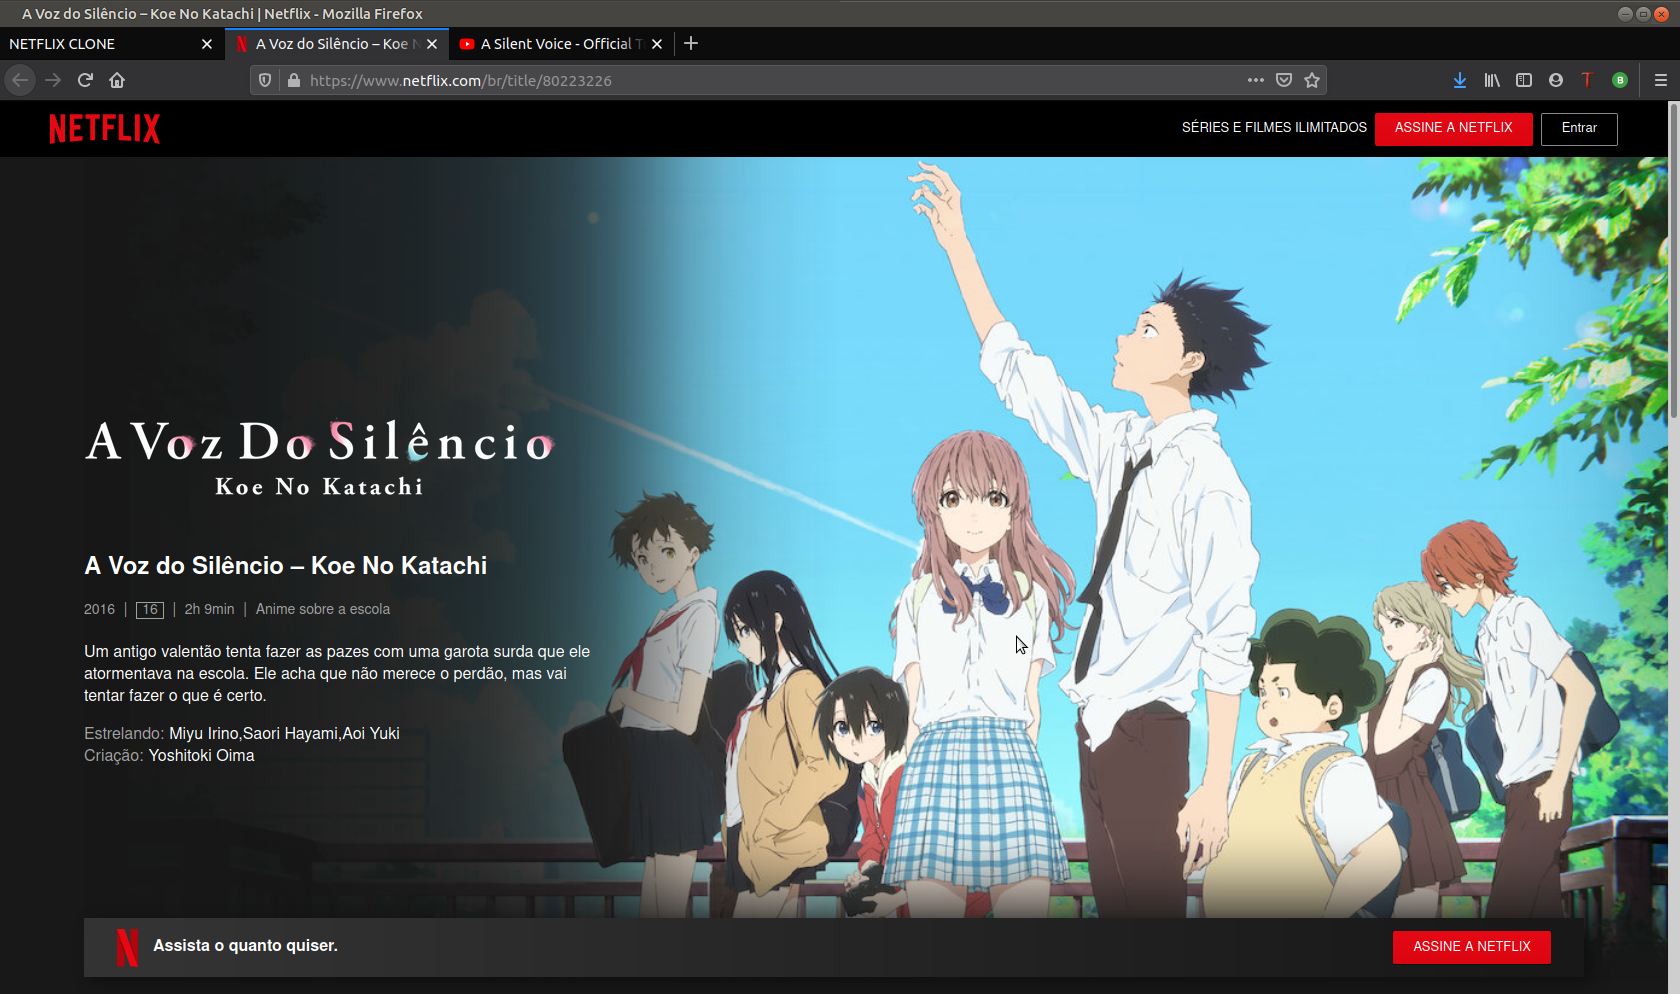 A Voz do Silêncio – Koe No Katachi | Netflix - Mozilla Firefox
NETFLIX CLONE
A Voz do Silêncio – Koe N
A Silent Voice - Official T
https://www.netflix.com/br/title/80223226
NETFLIX
SÉRIES E FILMES ILIMITADOS
ASSINE A NETFLIX
Entrar
A Voz Do Silêncio
Koe No Katachi
A Voz do Silêncio – Koe No Katachi
2016 | 16 | 2h 9min | Anime sobre a escola
Um antigo valentão tenta fazer as pazes com uma garota surda que ele
atormentava na escola. Ele acha que não merece o perdão, mas vai
tentar fazer o que é certo.
Estrelando: Miyu Irino,Saori Hayami,Aoi Yuki
Criação: Yoshitoki Oima
Assista o quanto quiser.
ASSINE A NETFLIX